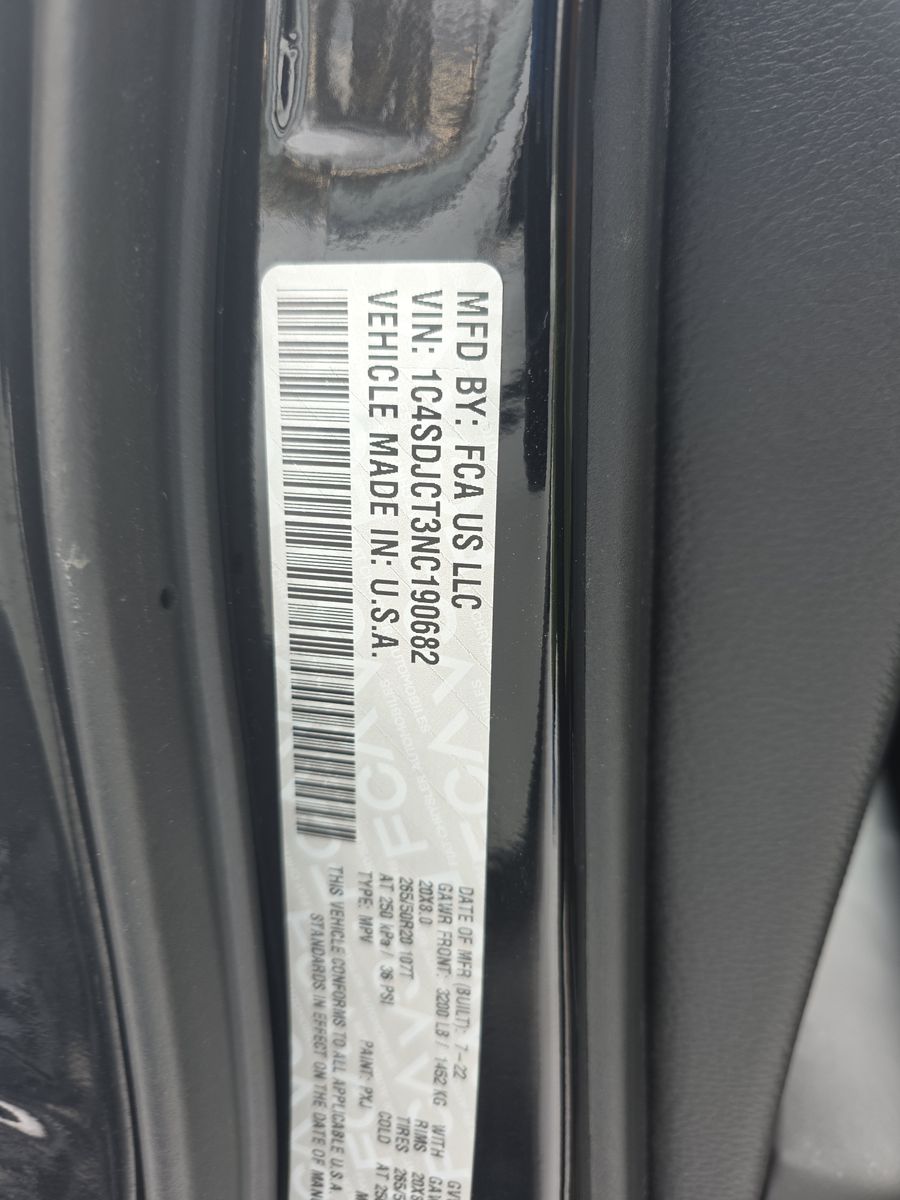 MFD BY: FCA US LLC
VIN: 1C4SDJCT3NC190682
VEHICLE MADE IN: U.S.A.
DATE OF MFR (BUILT): 7-22
GAWR FRONT: 3200 LB / 1452 KG WITH
20X8.0 RIMS
265/50R20 107T TIRES
AT 250 kPa / 36 PSI COLD
TYPE: MPV PAINT: PXJ
THIS VEHICLE CONFORMS TO ALL APPLICABLE U.S.A.
STANDARDS IN EFFECT ON THE DATE OF